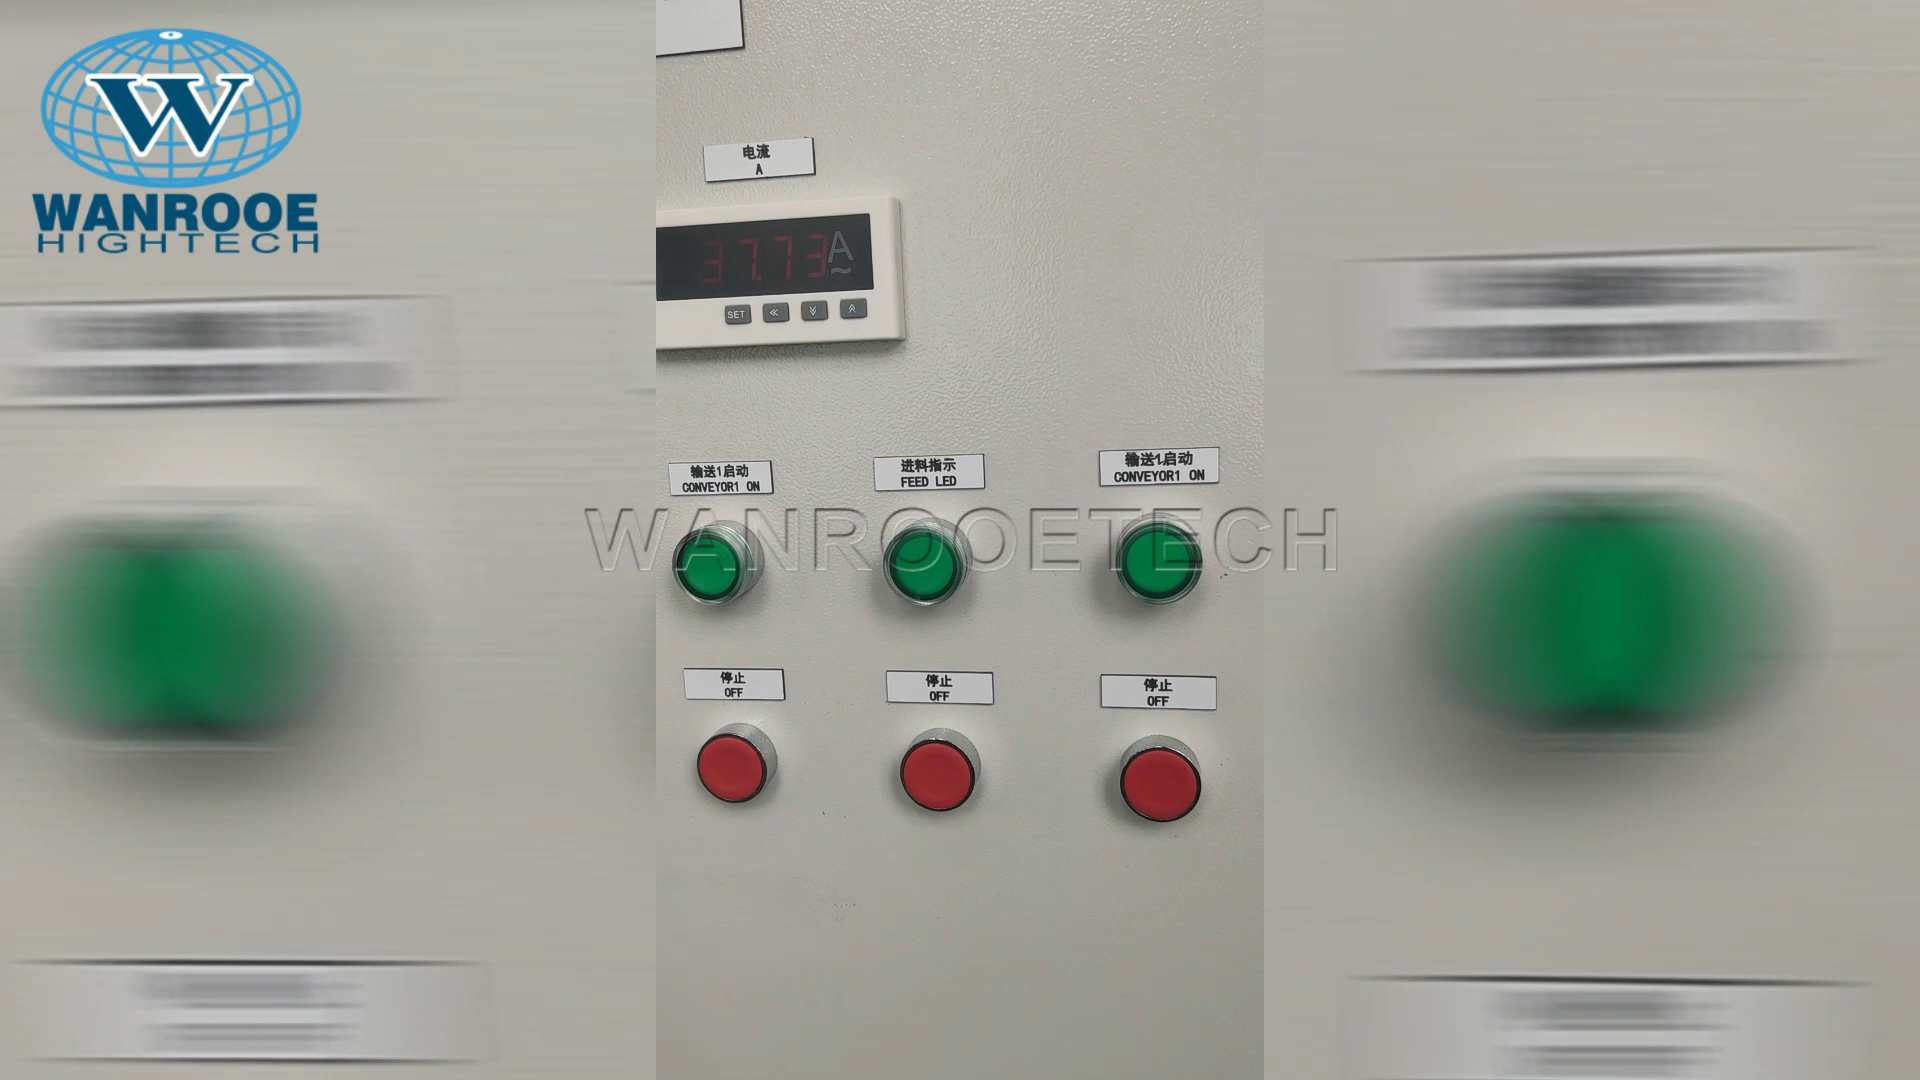 W
WANROOE
HIGHTECH
电流
A
37.73A
~
SET
输送1启动
CONVEYOR1 ON
进料指示
FEED LED
输送1启动
CONVEYOR1 ON
WANROOETECH
停止
OFF
停止
OFF
停止
OFF